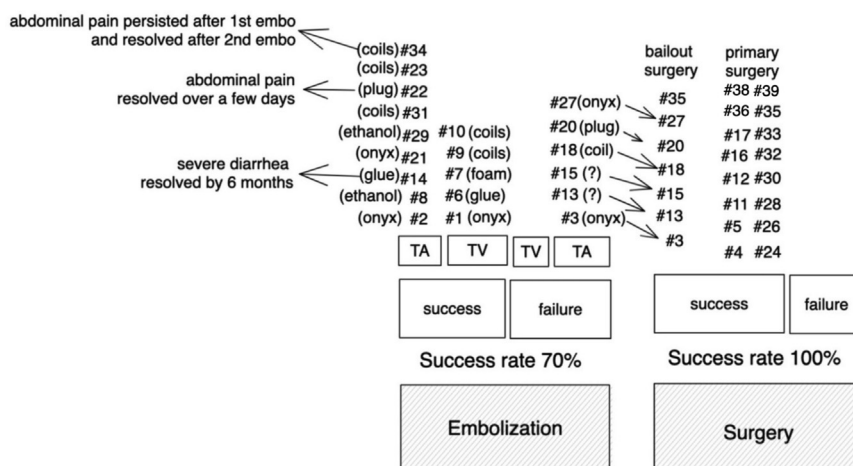 abdominal pain persisted after 1st embo
and resolved after 2nd embo
abdominal pain
resolved over a few days
severe diarrhea
resolved by 6 months
(coils) #34
(coils) #23
(plug) #22
(coils) #31
(ethanol) #29
(onyx) #21
(glue) #14
(ethanol) #8
(onyx) #2
#10 (coils)
#9 (coils)
#7 (foam)
#6 (glue)
#1 (onyx)
#27 (onyx)
#20 (plug)
#18 (coil)
#15 (?)
#13 (?)
#3 (onyx)
bailout
surgery
#35
#27
#20
#18
#15
#13
#3
primary
surgery
#38 #39
#36 #35
#17 #33
#16 #32
#12 #30
#11 #28
#5 #26
#4 #24
TA
TV
TV
TA
success
failure
success
failure
Success rate 70%
Success rate 100%
Embolization
Surgery